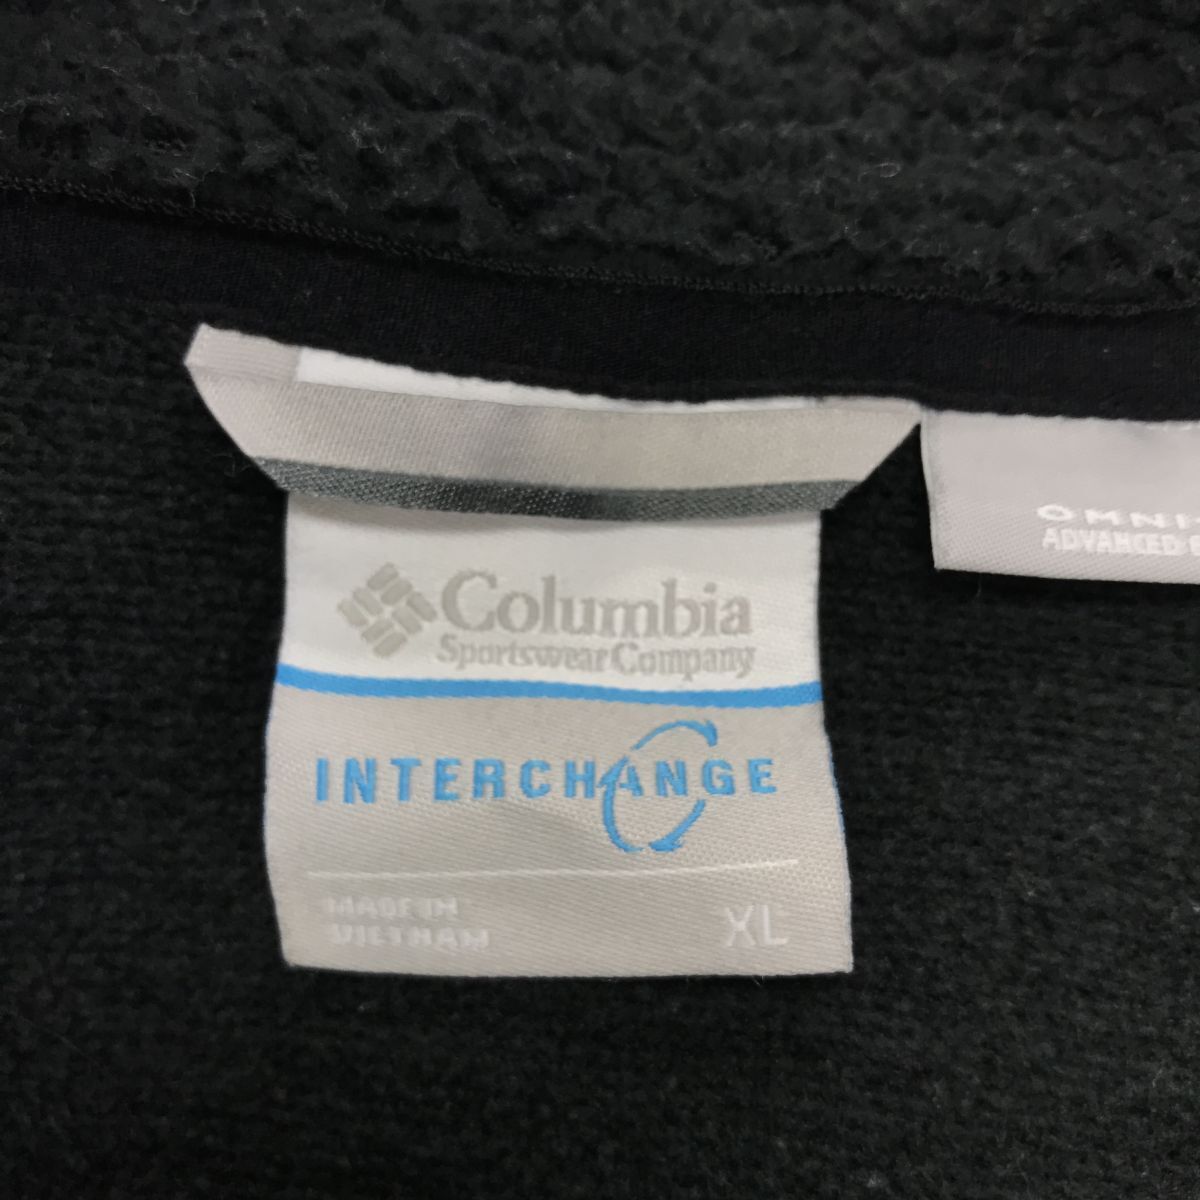 Columbia
Sportswear Company
INTERCHANGE
MADE IN
VIETNAM
XL
OMNI
ADVANCED